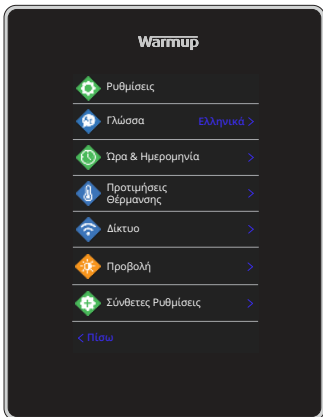 Warmup
Ρυθμίσεις
Γλώσσα Ελληνικά >
Ώρα & Ημερομηνία >
Προτιμήσεις
Θέρμανσης >
Δίκτυο >
Προβολή >
Σύνθετες Ρυθμίσεις >
< Πίσω